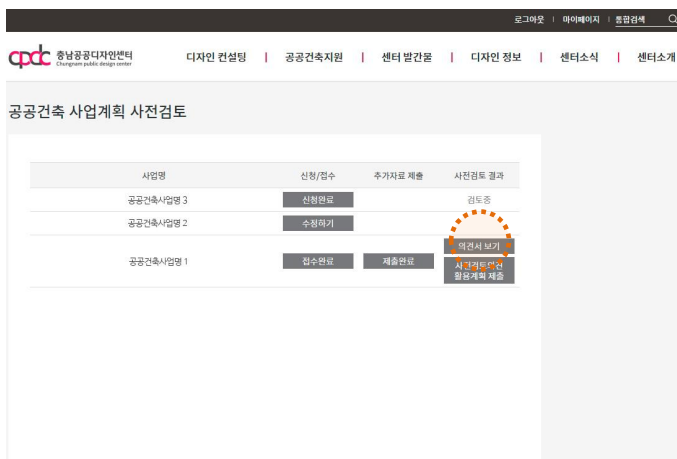 로그아웃 | 마이페이지 | 통합검색
cpdc 충남공공디자인센터 디자인 컨설팅 | 공공건축지원 | 센터 발간물 | 디자인 정보 | 센터소식 | 센터소개
Chungnam public design center
공공건축 사업계획 사전검토
사업명 신청/접수 추가자료 제출 사전검토 결과
공공건축사업명 3 신청완료 검토중
공공건축사업명 2 수정하기
의견서 보기
공공건축사업명 1 접수완료 제출완료
사전검토의견
활용계획 제출